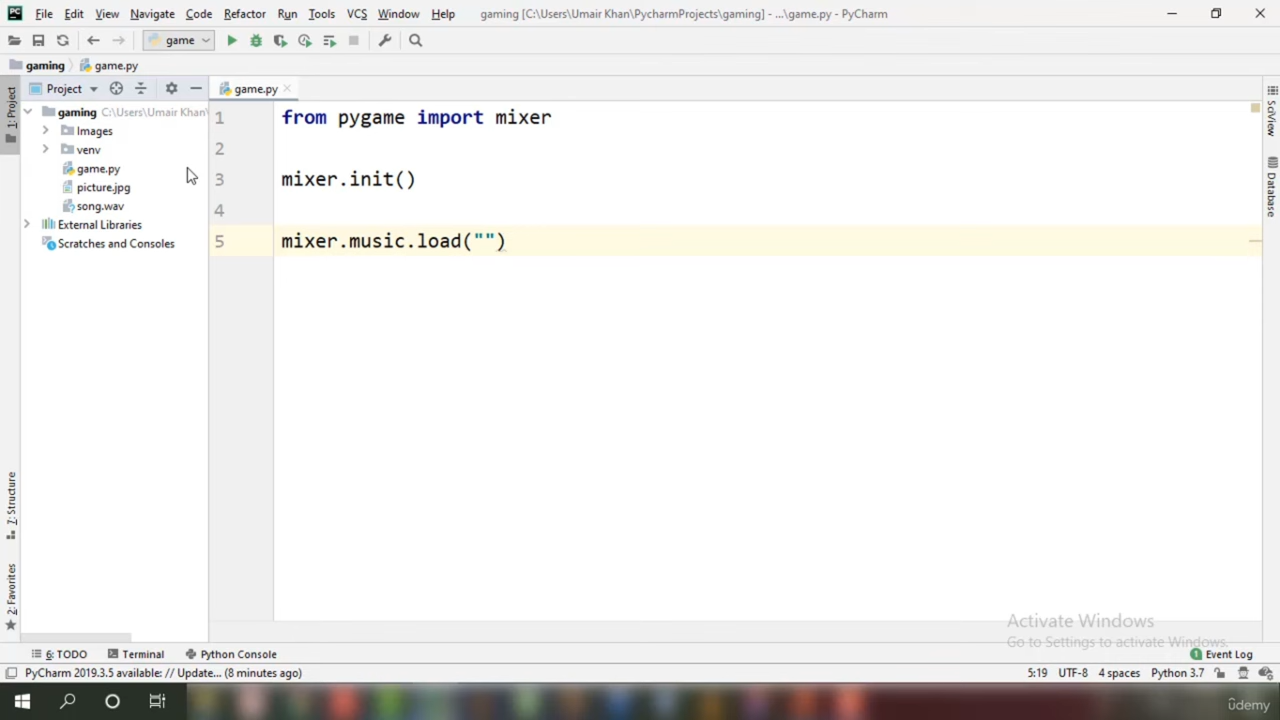 PC File Edit View Navigate Code Refactor Run Tools VCS Window Help gaming [C:\Users\Umair Khan\PycharmProjects\gaming] - ...\game.py - PyCharm
game
gaming game.py
1: Project
Project
game.py
gaming C:\Users\Umair Khan\
Images
venv
game.py
picture.jpg
song.wav
External Libraries
Scratches and Consoles
1 from pygame import mixer
2
3 mixer.init()
4
5 mixer.music.load("")
SciView
Database
7: Structure
2: Favorites
Activate Windows
Go to Settings to activate Windows.
6: TODO Terminal Python Console 1 Event Log
PyCharm 2019.3.5 available: // Update... (8 minutes ago) 5:19 UTF-8 4 spaces Python 3.7
ûdemy